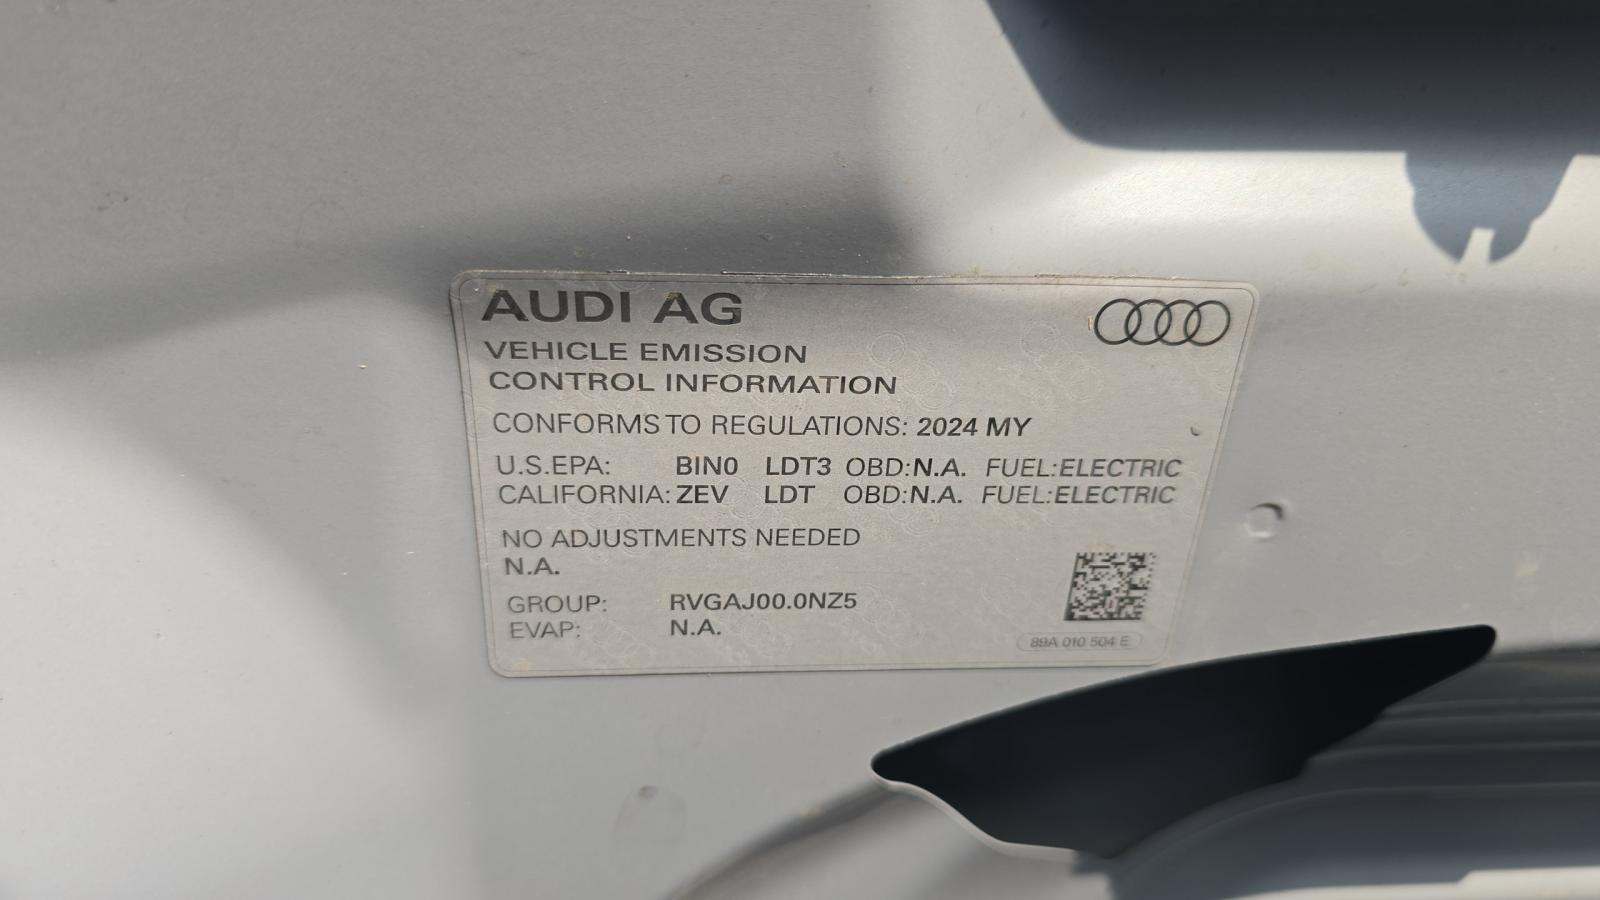 AUDI AG
VEHICLE EMISSION
CONTROL INFORMATION
CONFORMS TO REGULATIONS: 2024 MY
U.S.EPA: BIN0 LDT3 OBD:N.A. FUEL:ELECTRIC
CALIFORNIA: ZEV LDT OBD:N.A. FUEL:ELECTRIC
NO ADJUSTMENTS NEEDED
N.A.
GROUP: RVGAJ00.0NZ5
EVAP: N.A.
89A 010 504 E